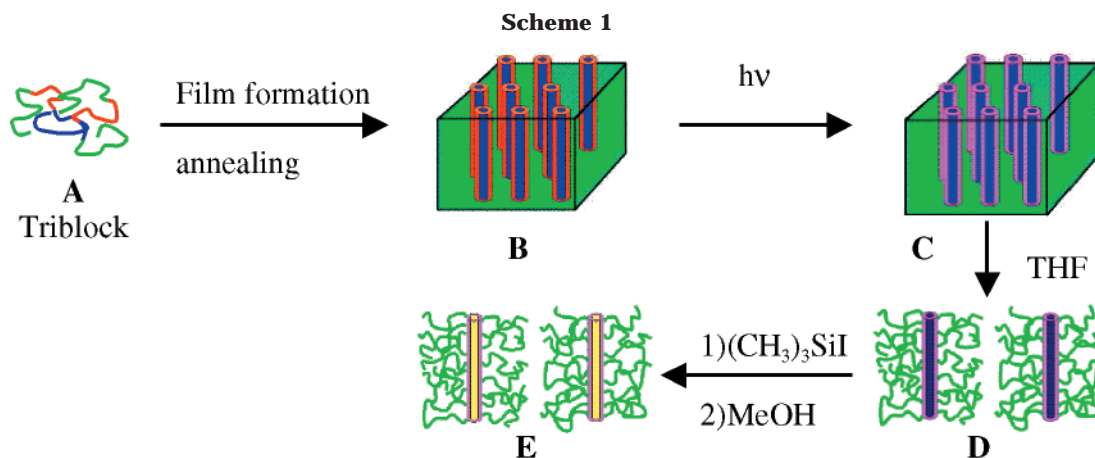 Scheme 1
Film formation
annealing
hν
A
Triblock
B
C
THF
1)(CH₃)₃SiI
2)MeOH
E
D